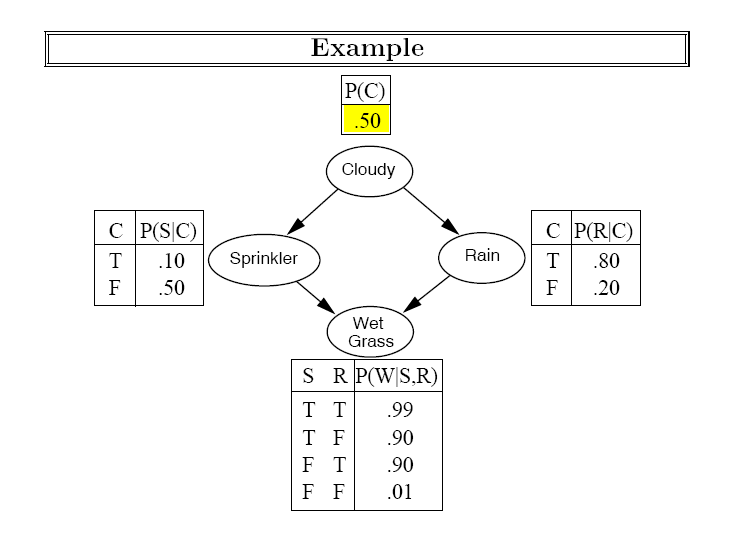 Example
P(C)
.50
Cloudy
C P(S|C)
T .10
F .50
Sprinkler
Rain
C P(R|C)
T .80
F .20
Wet
Grass
S R P(W|S,R)
T T .99
T F .90
F T .90
F F .01